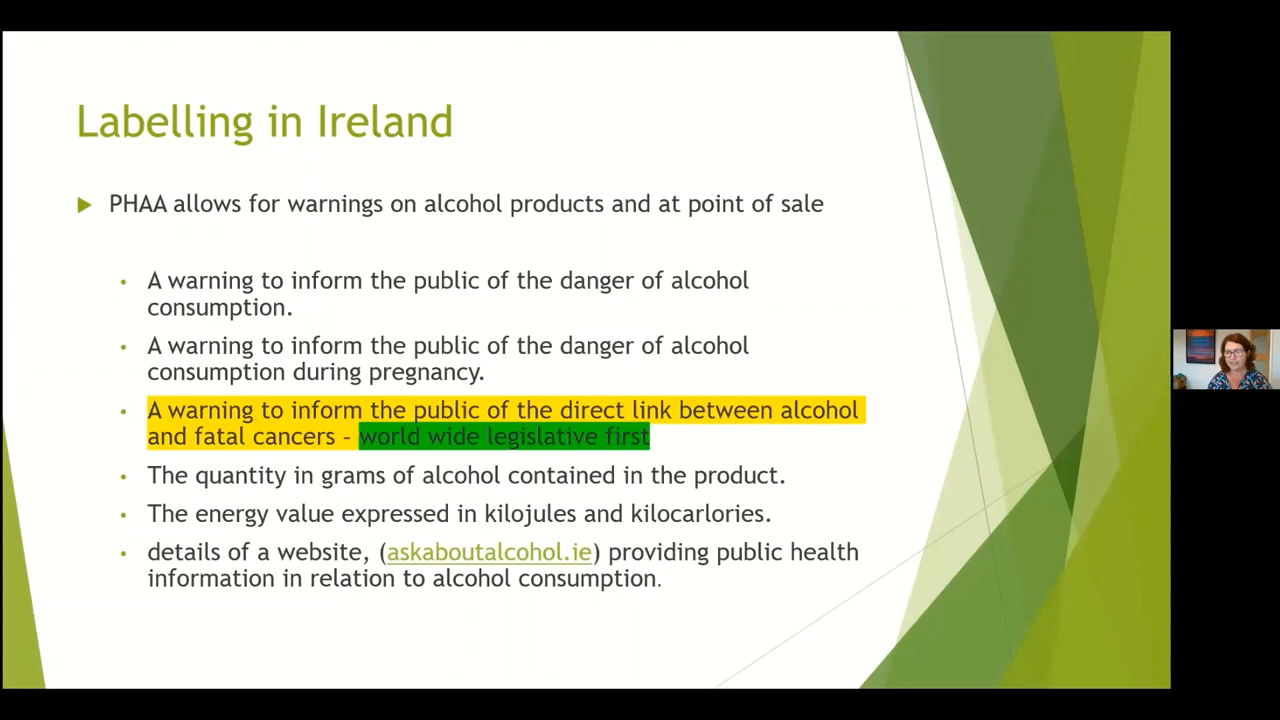 Labelling in Ireland
PHAA allows for warnings on alcohol products and at point of sale
A warning to inform the public of the danger of alcohol
consumption.
A warning to inform the public of the danger of alcohol
consumption during pregnancy.
A warning to inform the public of the direct link between alcohol
and fatal cancers – world wide legislative first
The quantity in grams of alcohol contained in the product.
The energy value expressed in kilojules and kilocarlories.
details of a website, (askaboutalcohol.ie) providing public health
information in relation to alcohol consumption.